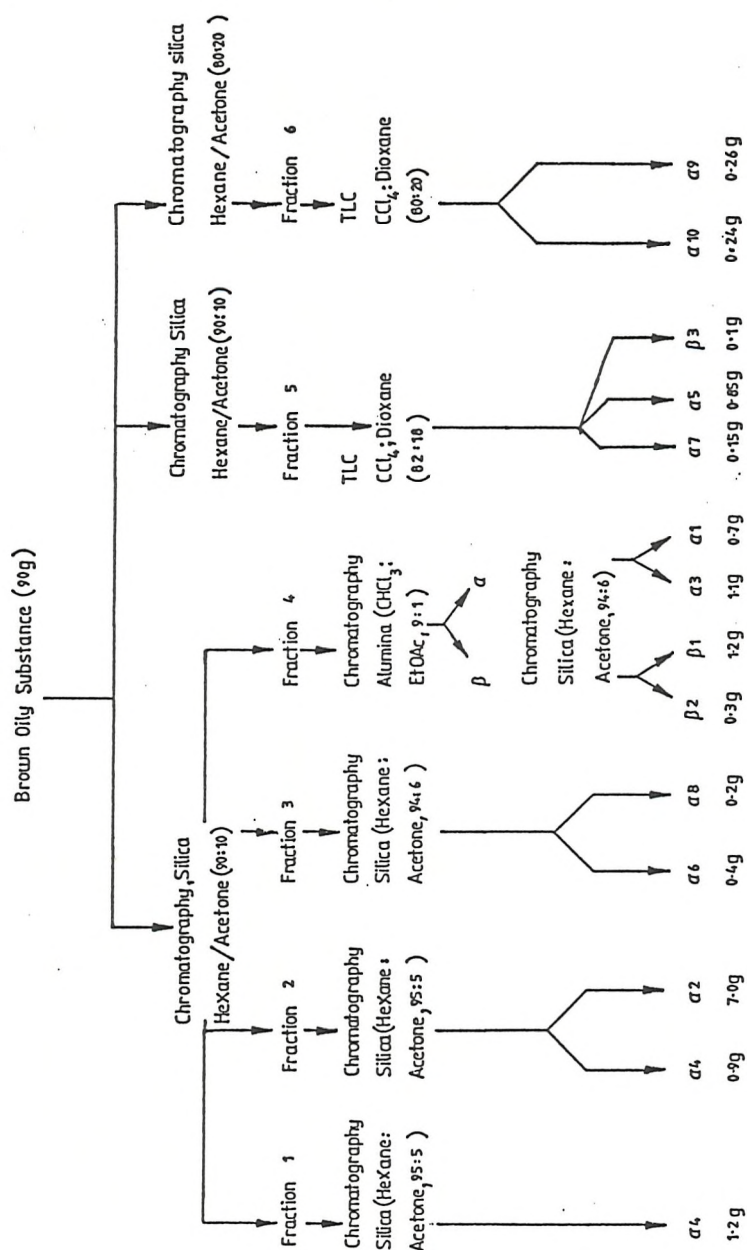 Brown Oily Substance (90g)
Chromatography, Silica
HeXane/Acetone (90:10)
Chromatography Silica
Hexane/Acetone (90:10)
Chromatography silica
Hexane/Acetone (80:20)
Fraction 1
Fraction 2
Fraction 3
Fraction 4
Fraction 5
Fraction 6
Chromatography
Silica (HeXane:
Acetone, 95:5)
Chromatography
Silica (HeXane:
Acetone, 95:5)
Chromatography
Silica (Hexane:
Acetone, 94:6)
Chromatography
Alumina (CHCl3:
EtOAc, 9:1)
TLC
CCl4; Dioxane
(82:18)
TLC
CCl4; Dioxane
(80:20)
β
α
Chromatography
Silica (Hexane:
Acetone, 94:6)
α4
α4
α2
α6
α8
β2
β1
α3
α1
α7
α5
β3
α10
α9
1·2 g
0·9g
7·0g
0·4g
0·2g
0·3g
1·2g
1·1g
0·7g
0·15g
0·85g
0·1g
0·24g
0·26g